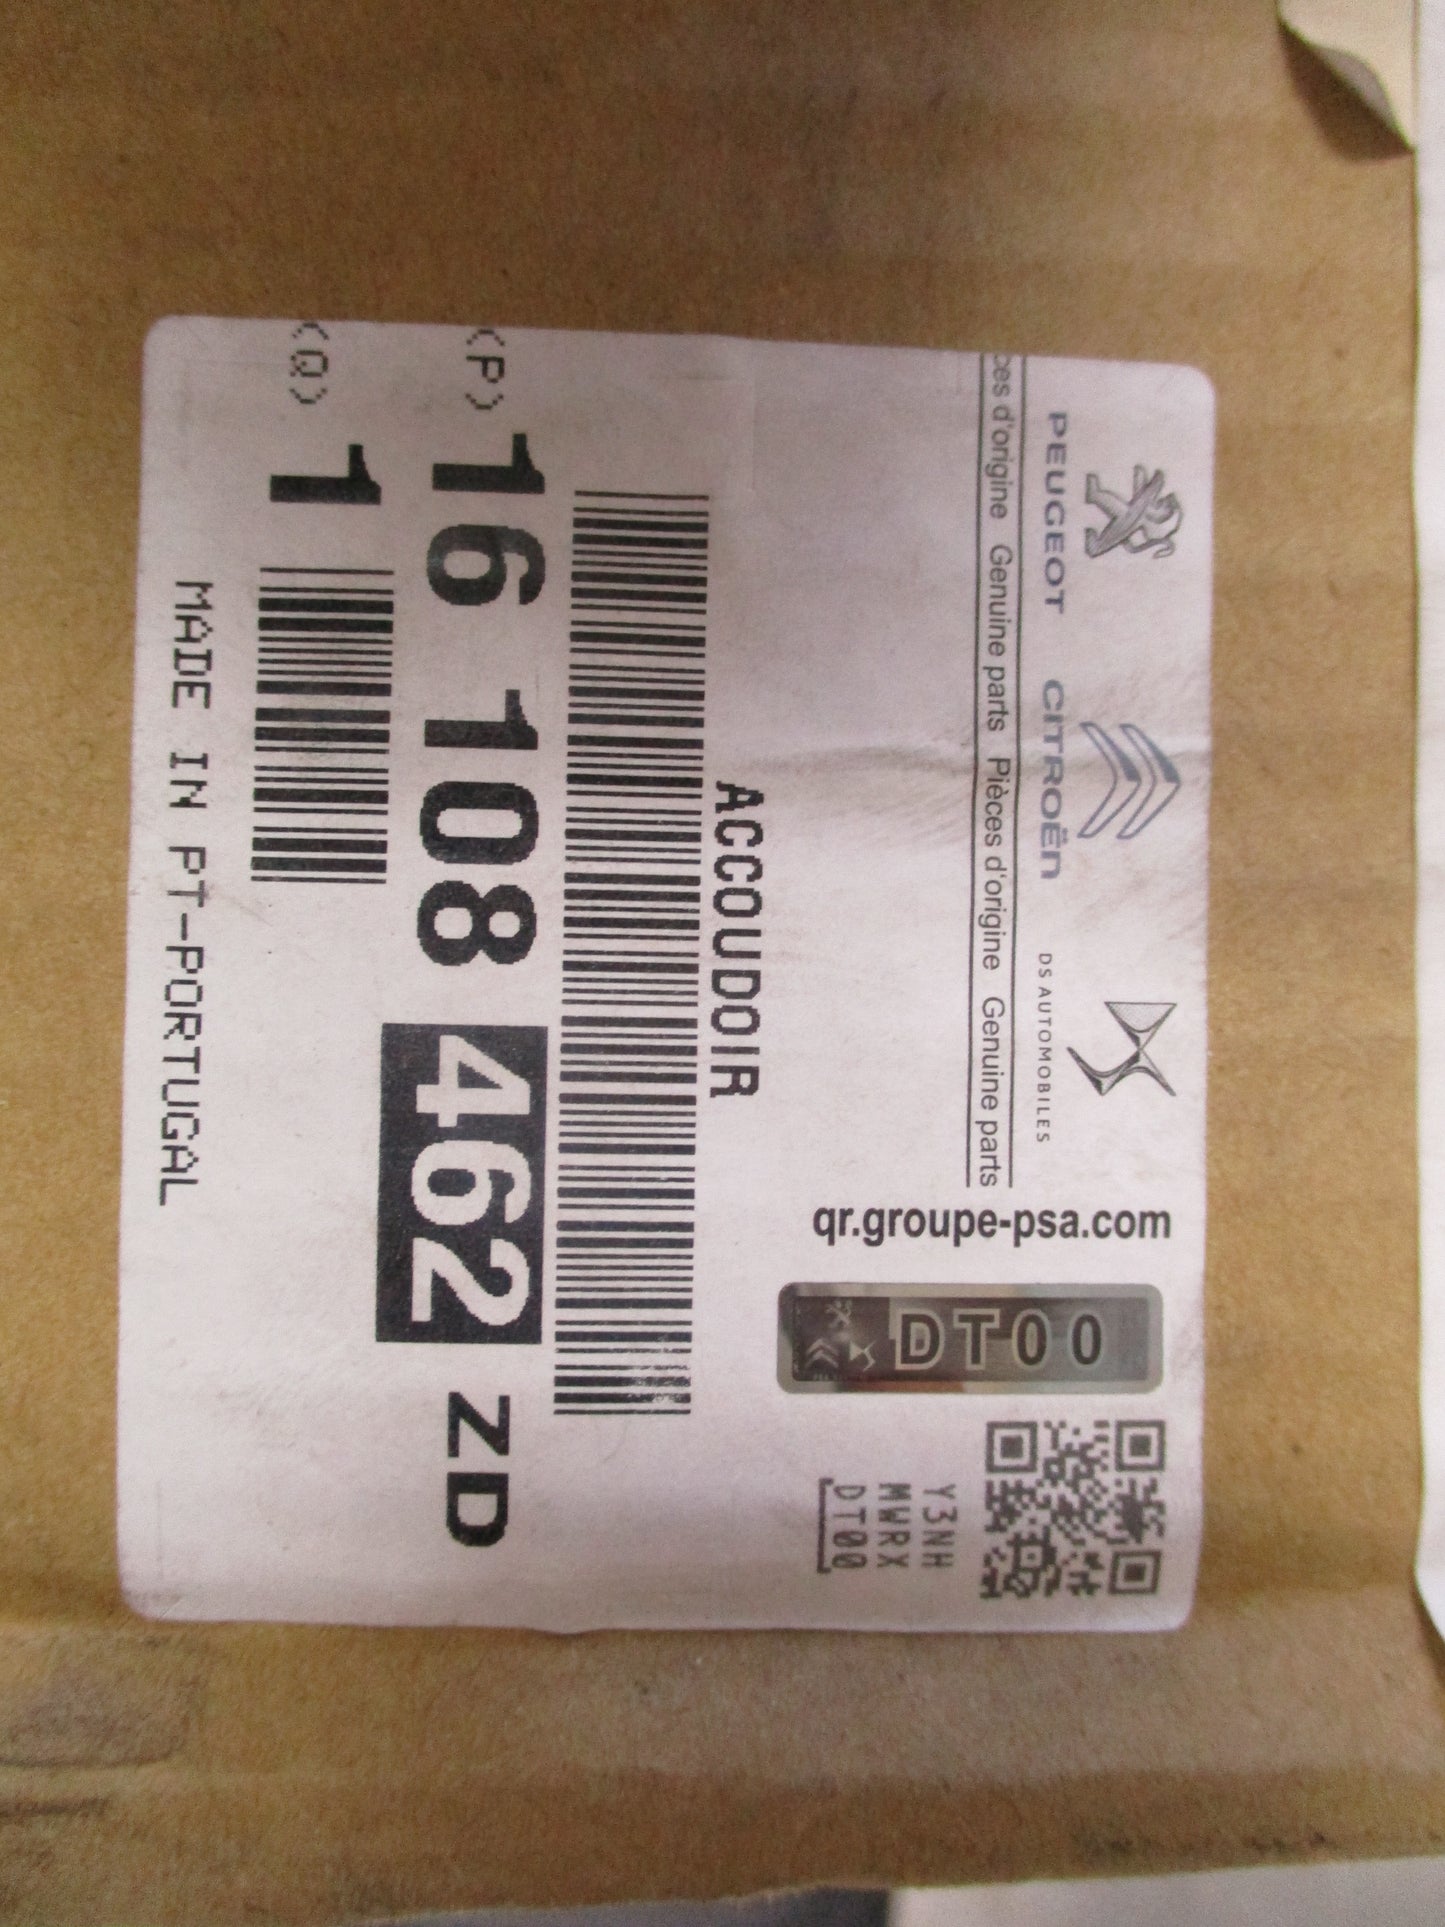 PEUGEOT CITROËN DS AUTOMOBILES
ces d'origine Genuine parts Pièces d'origine Genuine parts
qr.groupe-psa.com
DT00
Y3NH
MWRX
DT00
ACCOUDOIR
(P) 16 108 462 ZD
(Q) 1
MADE IN PT-PORTUGAL